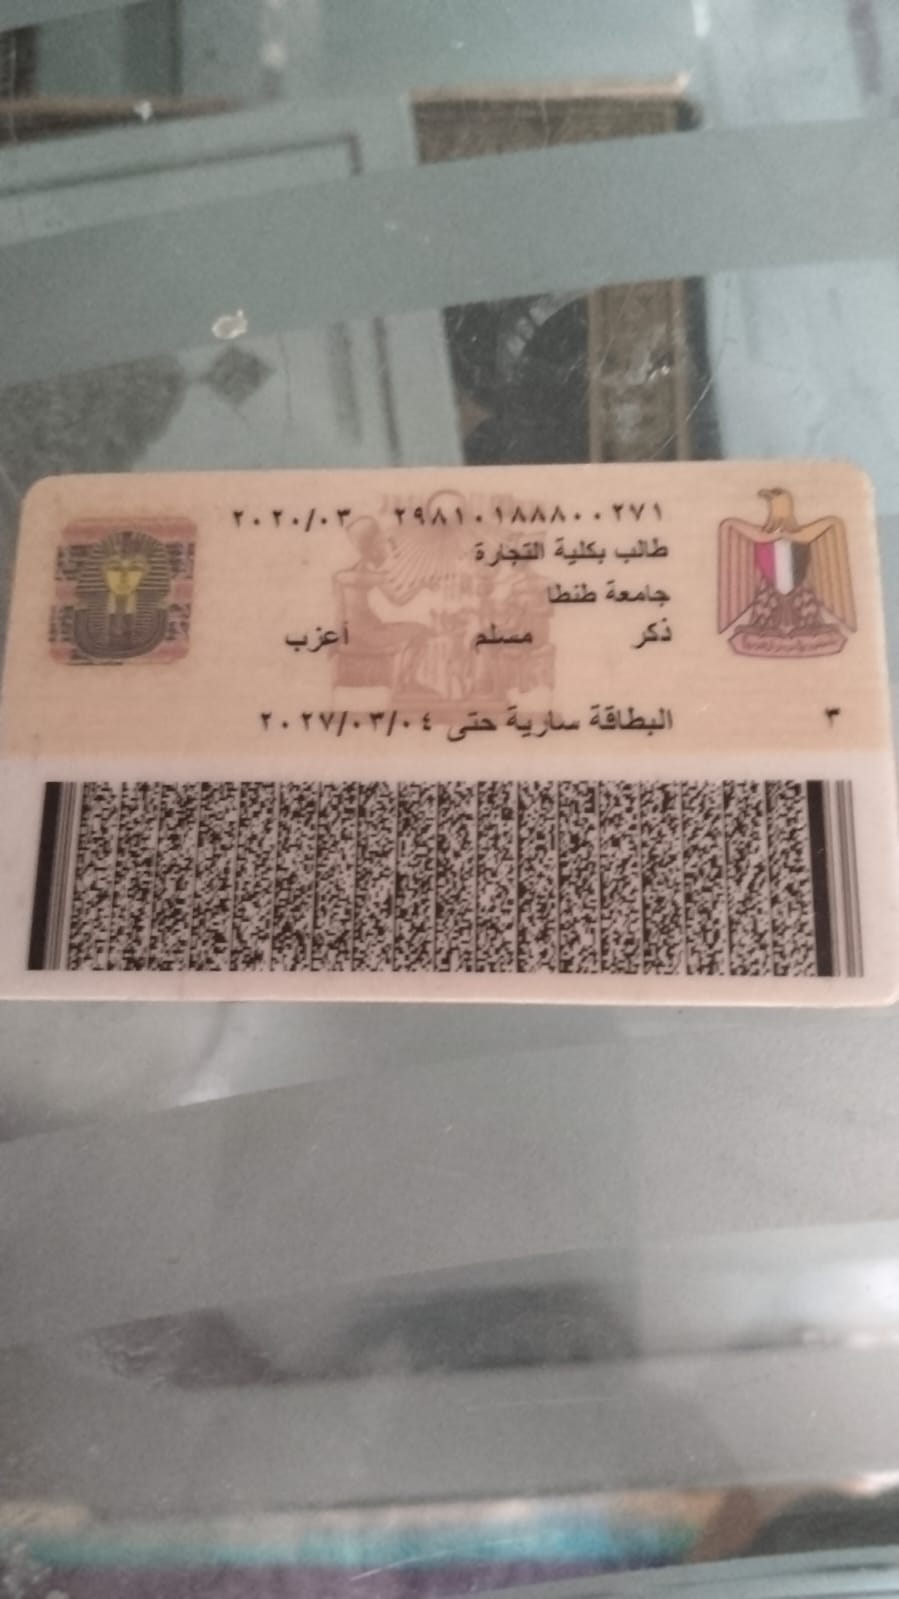 ٢٩٨١٠١٨٨٨٠٠٢٧١ ٢٠٢٠/٠٣
طالب بكلية التجارة
جامعة طنطا
ذكر مسلم أعزب
البطاقة سارية حتى ٢٠٢٧/٠٣/٠٤
٣